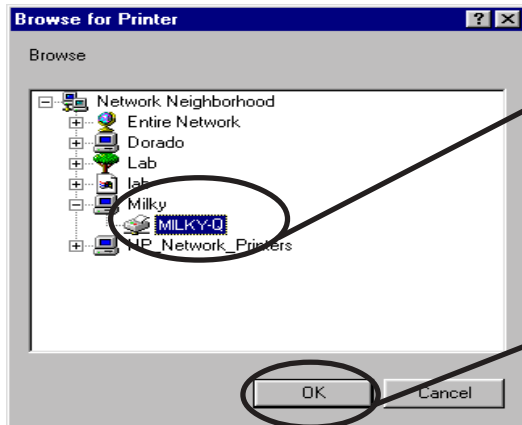 Browse for Printer
Browse
Network Neighborhood
Entire Network
Dorado
Lab
lab
Milky
MILKY-Q
HP_Network_Printers
OK
Cancel